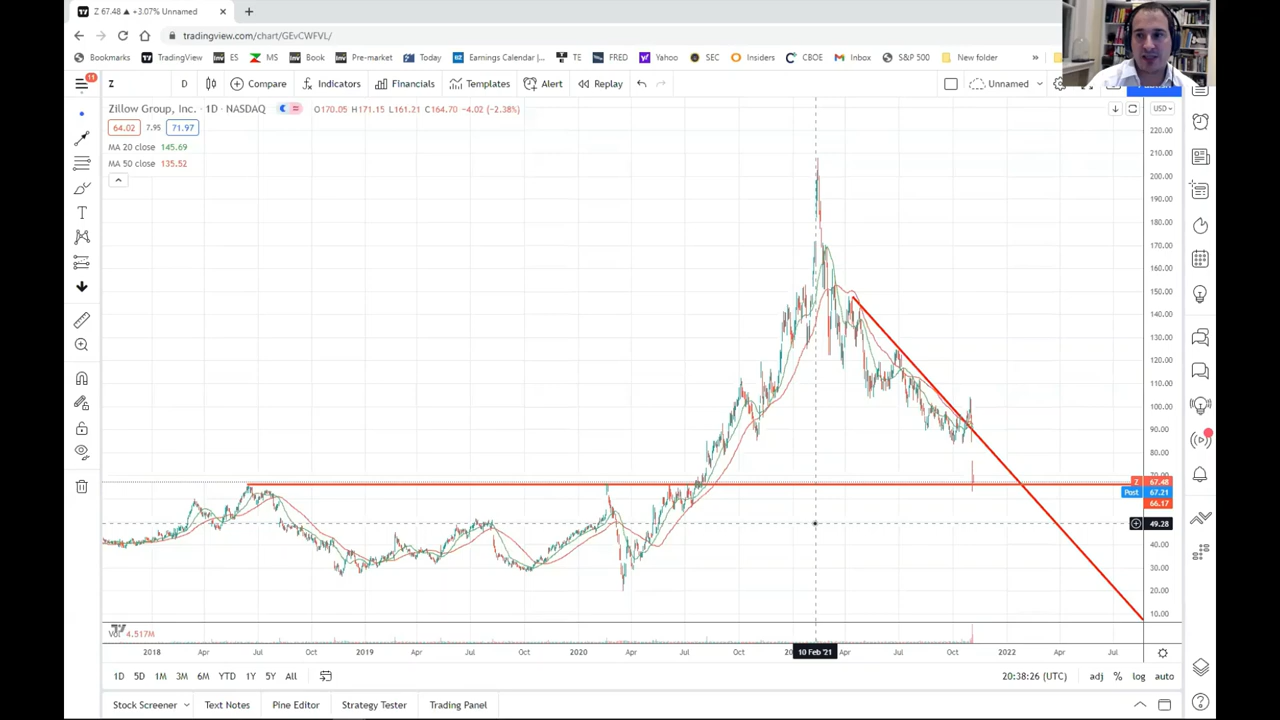 Z 67.48 ▲ +3.07% Unnamed
tradingview.com/chart/GEvCWFVL/
Bookmarks TradingView ES MS Book Pre-market Today Earnings Calendar |... TE FRED Yahoo SEC Insiders CBOE Inbox S&P 500 New folder »
11
Z D Compare Indicators Financials Templates Alert Replay Unnamed
Zillow Group, Inc. · 1D · NASDAQ O170.05 H171.15 L161.21 C164.70 -4.02 (-2.38%)
USD
64.02 7.95 71.97
MA 20 close 145.69
MA 50 close 135.52
220.00
210.00
200.00
190.00
180.00
170.00
160.00
150.00
140.00
130.00
120.00
110.00
100.00
90.00
80.00
70.00
Z 67.48
Post 67.21
66.17
49.28
40.00
30.00
20.00
10.00
Vol 4.517M
2018 Apr Jul Oct 2019 Apr Jul Oct 2020 Apr Jul Oct 10 Feb '21 Apr Jul Oct 2022 Apr Jul
1D 5D 1M 3M 6M YTD 1Y 5Y All 20:38:26 (UTC) adj % log auto
Stock Screener Text Notes Pine Editor Strategy Tester Trading Panel